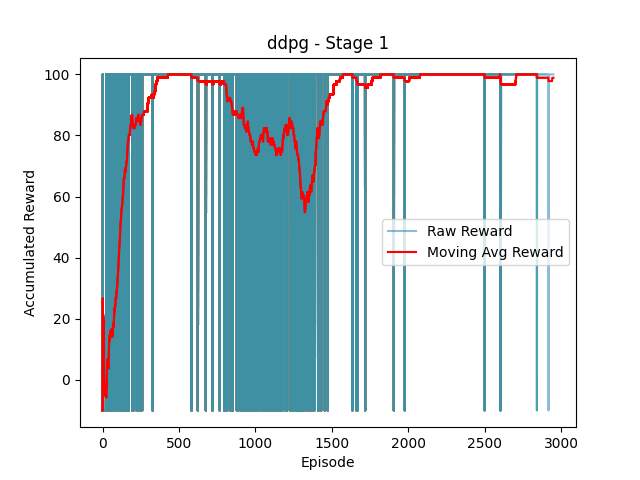 ddpg - Stage 1
Accumulated Reward
100
80
60
40
20
0
Raw Reward
Moving Avg Reward
0 500 1000 1500 2000 2500 3000
Episode